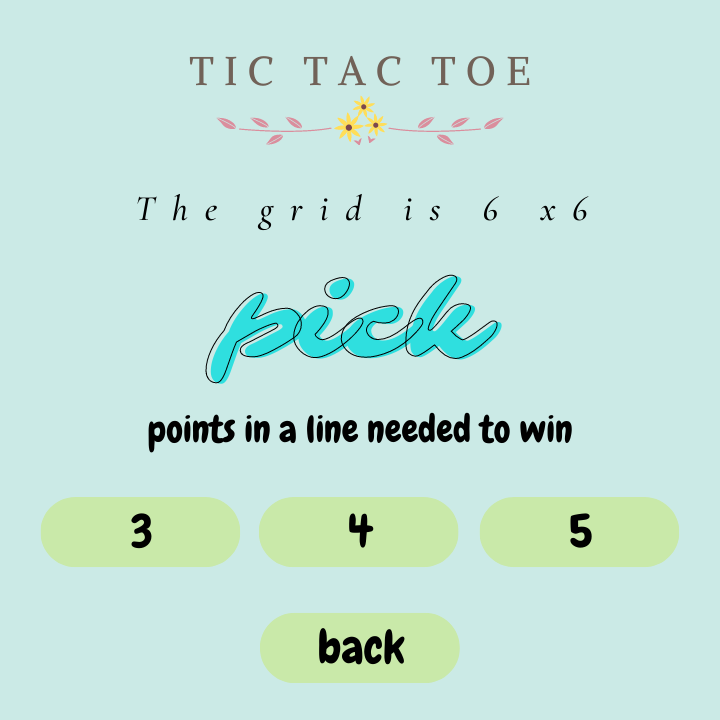 TIC TAC TOE
The grid is 6 x6
pick
points in a line needed to win
3 4 5
back